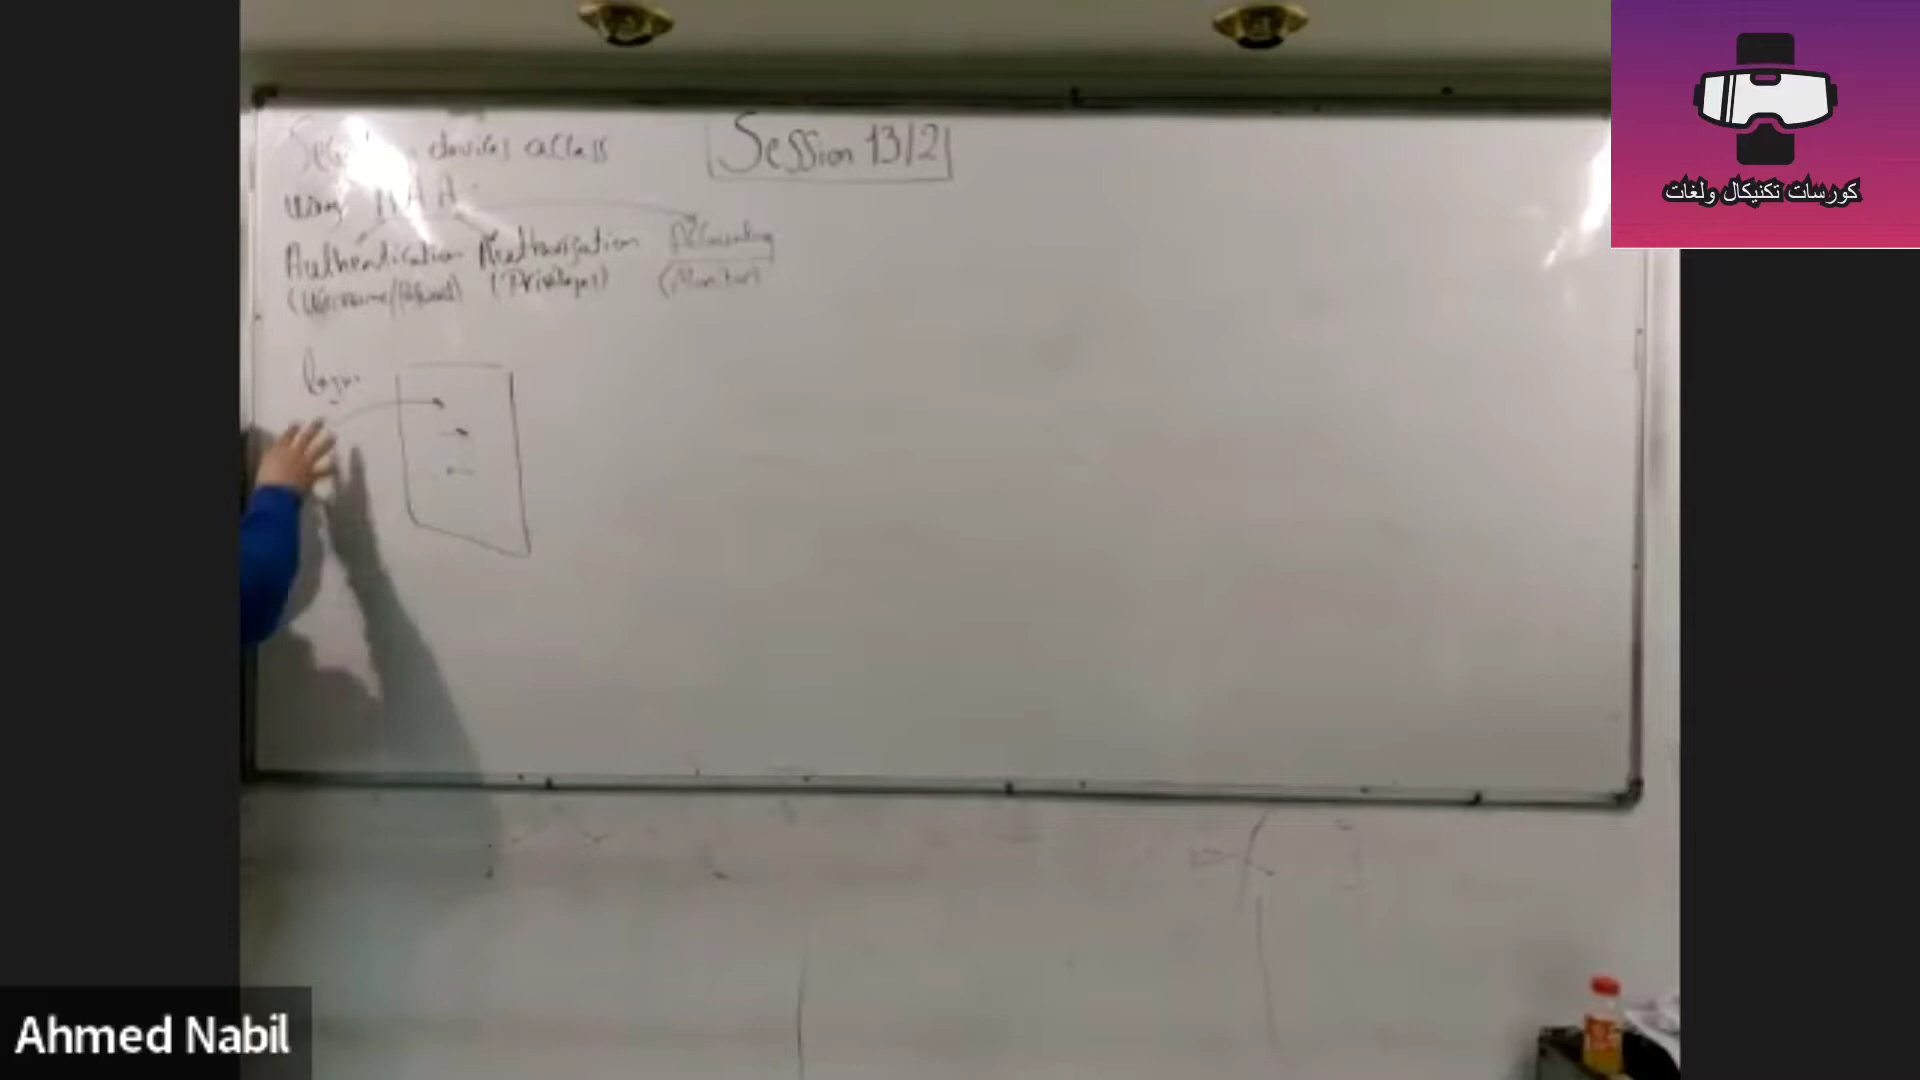 devices access
Session 13/2
using AAA:
Authentication Authorization Accounting
(Username/Password) (Privileges) (Monitor)
login
كورسات تكنيكال ولغات
Ahmed Nabil